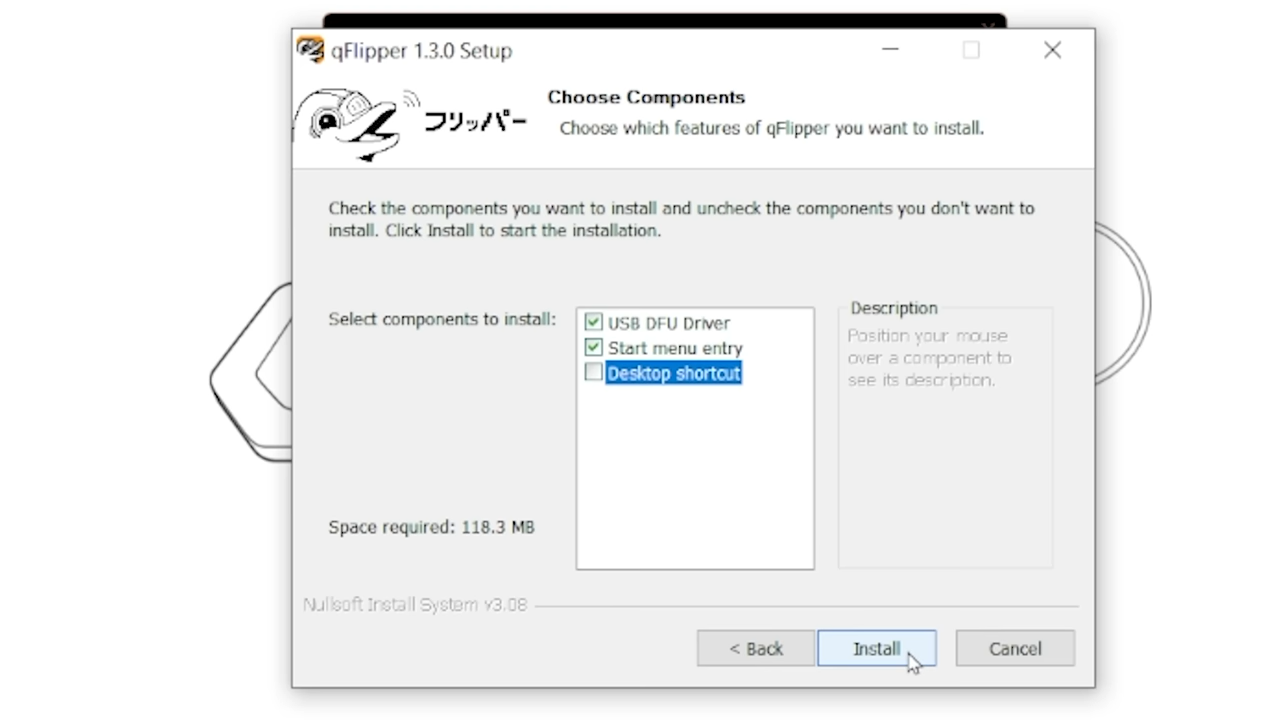 qFlipper 1.3.0 Setup
フリッパー
Choose Components
Choose which features of qFlipper you want to install.
Check the components you want to install and uncheck the components you don't want to
install. Click Install to start the installation.
Select components to install:
USB DFU Driver
Start menu entry
Desktop shortcut
Description
Position your mouse
over a component to
see its description.
Space required: 118.3 MB
Nullsoft Install System v3.08
< Back
Install
Cancel